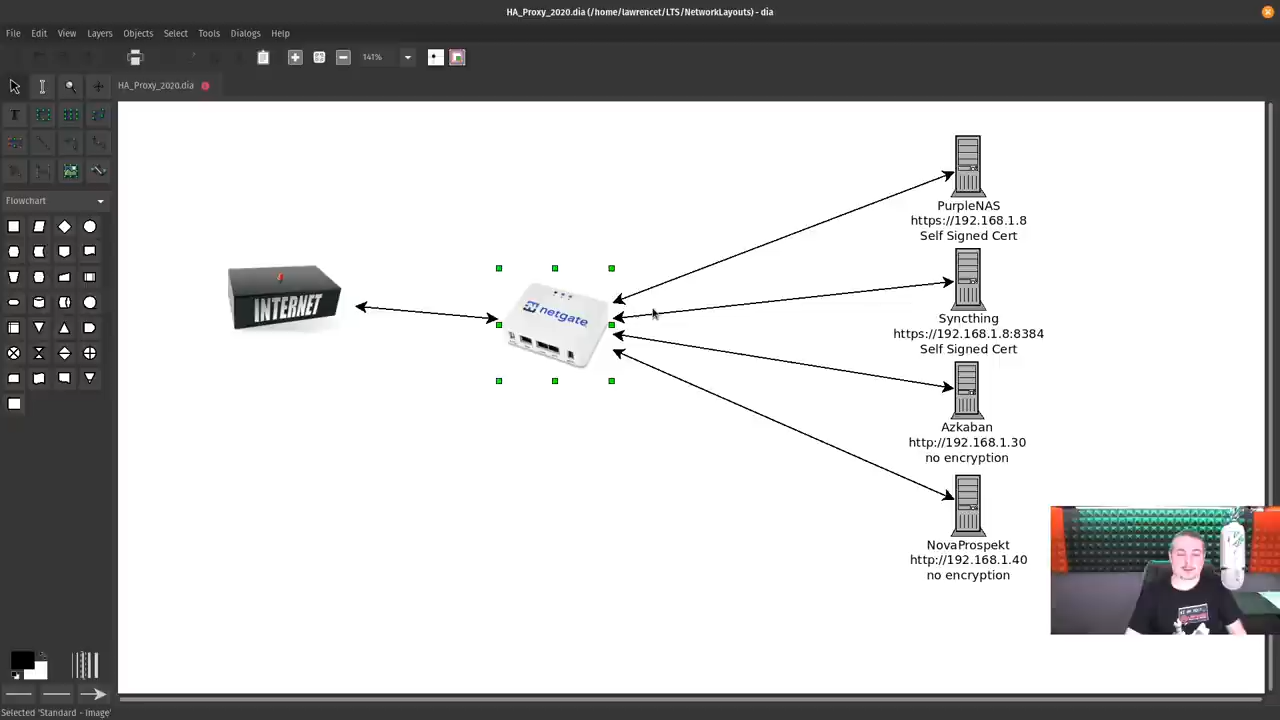 HA_Proxy_2020.dia (/home/lawrencet/LTS/NetworkLayouts) - dia
File Edit View Layers Objects Select Tools Dialogs Help
141%
HA_Proxy_2020.dia
T
Flowchart
INTERNET
netgate
PurpleNAS
https://192.168.1.8
Self Signed Cert
Syncthing
https://192.168.1.8:8384
Self Signed Cert
Azkaban
http://192.168.1.30
no encryption
NovaProspekt
http://192.168.1.40
no encryption
Selected 'Standard - Image'